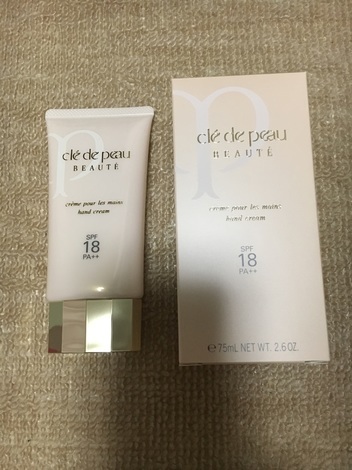 clé de peau
BEAUTÉ
crème pour les mains
hand cream
SPF
18
PA++
clé de peau
BEAUTÉ
crème pour les mains
hand cream
SPF
18
PA++
℮75mL NET WT. 2.6 OZ.